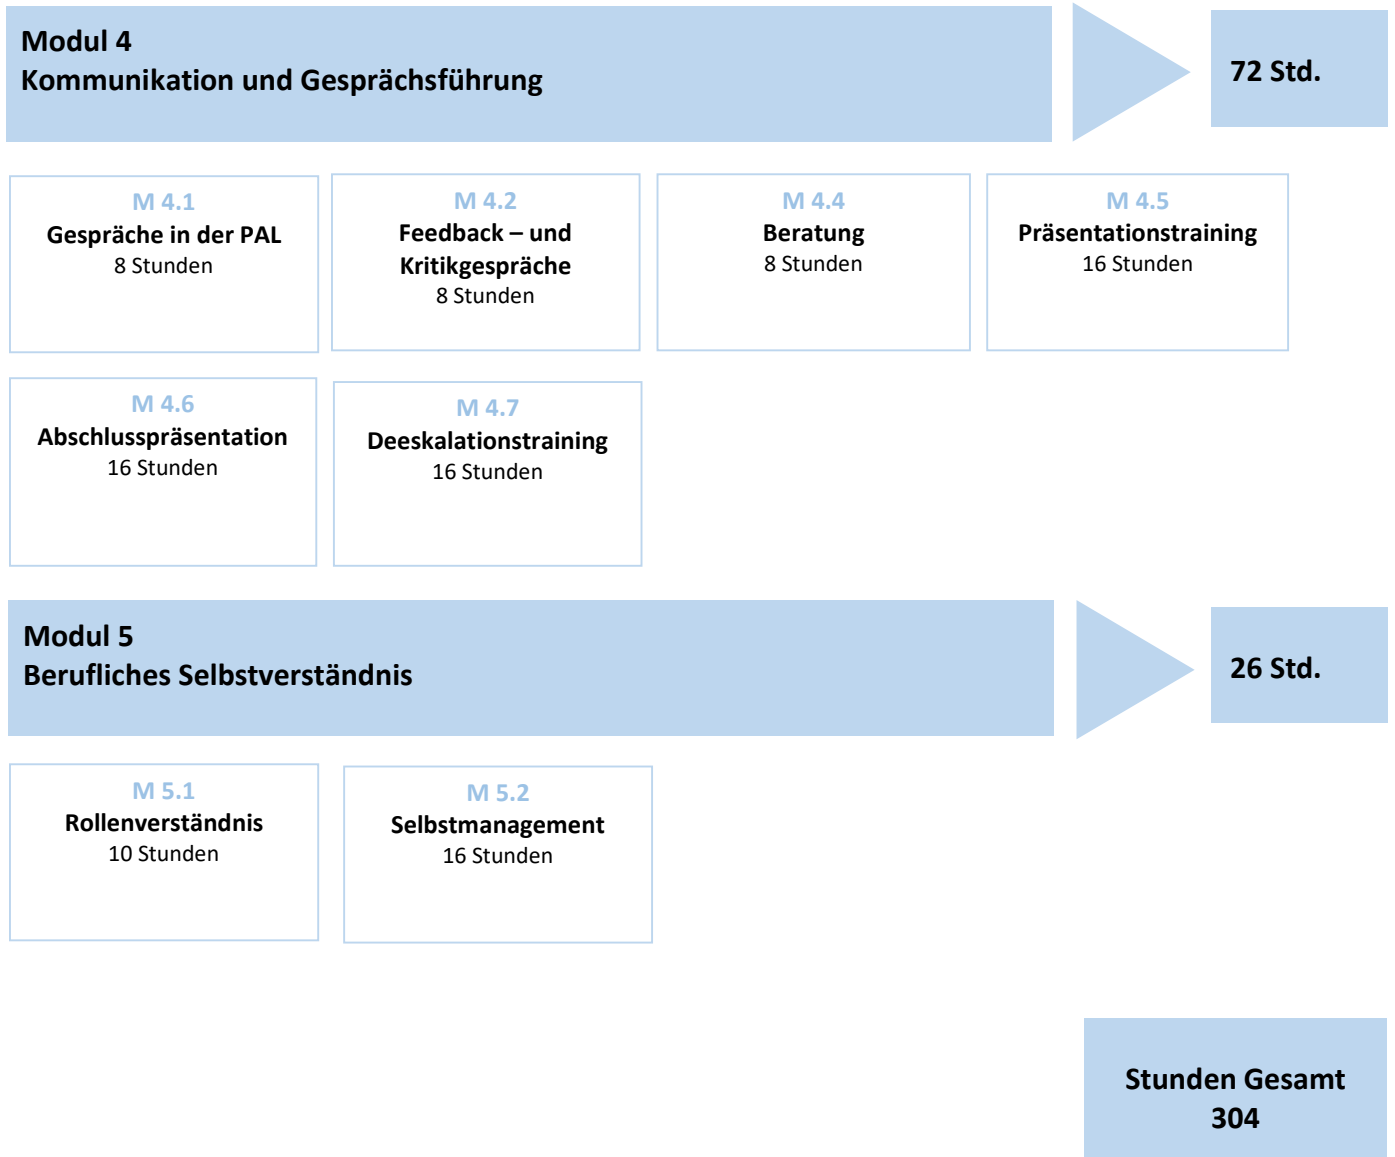 Modul 4
Kommunikation und Gesprächsführung
72 Std.
M 4.1
Gespräche in der PAL
8 Stunden
M 4.2
Feedback – und
Kritikgespräche
8 Stunden
M 4.4
Beratung
8 Stunden
M 4.5
Präsentationstraining
16 Stunden
M 4.6
Abschlusspräsentation
16 Stunden
M 4.7
Deeskalationstraining
16 Stunden
Modul 5
Berufliches Selbstverständnis
26 Std.
M 5.1
Rollenverständnis
10 Stunden
M 5.2
Selbstmanagement
16 Stunden
Stunden Gesamt
304